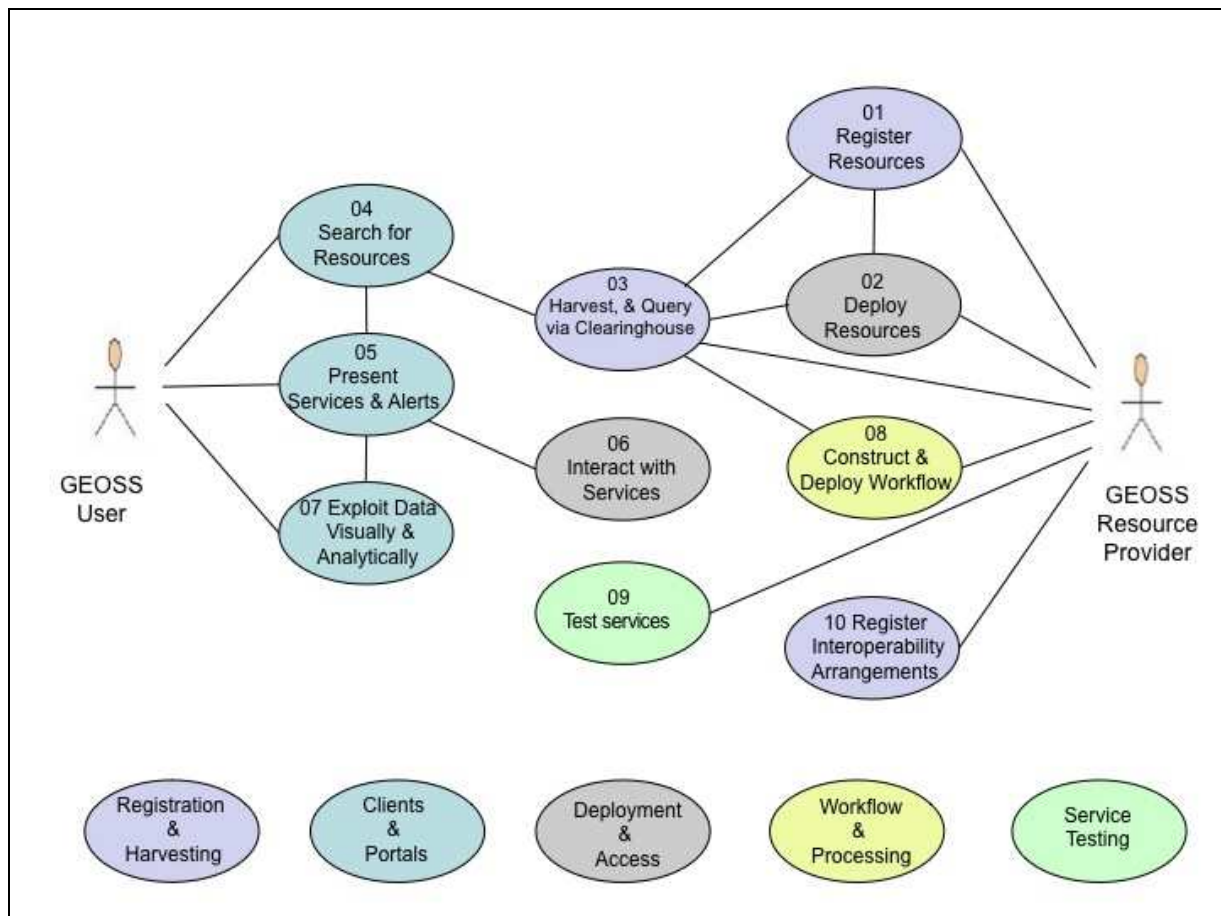 01
Register
Resources
04
Search for
Resources
03
Harvest, & Query
via Clearinghouse
02
Deploy
Resources
05
Present
Services & Alerts
06
Interact with
Services
08
Construct &
Deploy Workflow
GEOSS
User
07 Exploit Data
Visually &
Analytically
GEOSS
Resource
Provider
09
Test services
10 Register
Interoperability
Arrangements
Registration
&
Harvesting
Clients
&
Portals
Deployment
&
Access
Workflow
&
Processing
Service
Testing